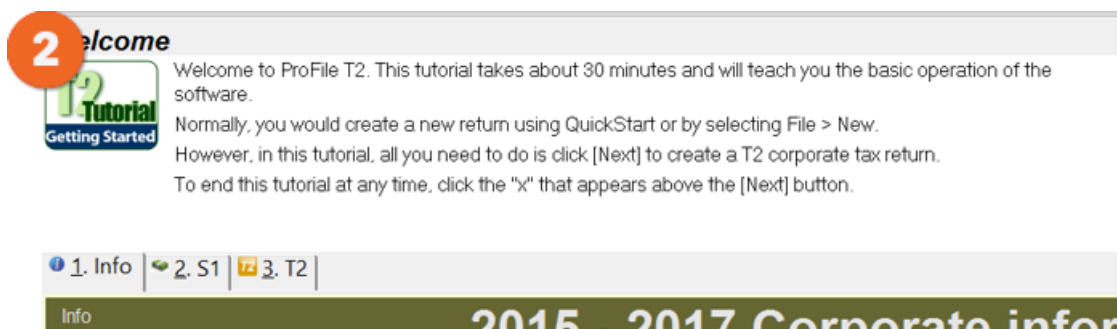 2
elcome
Welcome to ProFile T2. This tutorial takes about 30 minutes and will teach you the basic operation of the
software.
T2
Tutorial
Getting Started
Normally, you would create a new return using QuickStart or by selecting File > New.
However, in this tutorial, all you need to do is click [Next] to create a T2 corporate tax return.
To end this tutorial at any time, click the "x" that appears above the [Next] button.
1. Info 2. S1 T2 3. T2
Info
2015 - 2017 Corporate infor